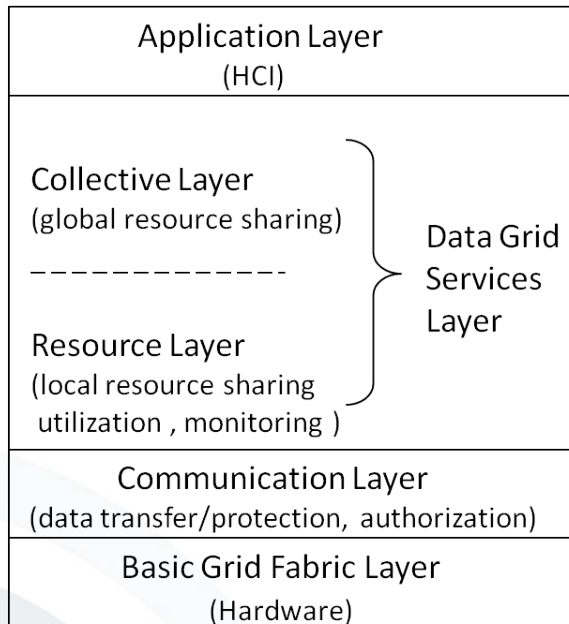 Application Layer
(HCI)
Collective Layer
(global resource sharing)
Resource Layer
(local resource sharing
utilization , monitoring )
Data Grid
Services
Layer
Communication Layer
(data transfer/protection, authorization)
Basic Grid Fabric Layer
(Hardware)